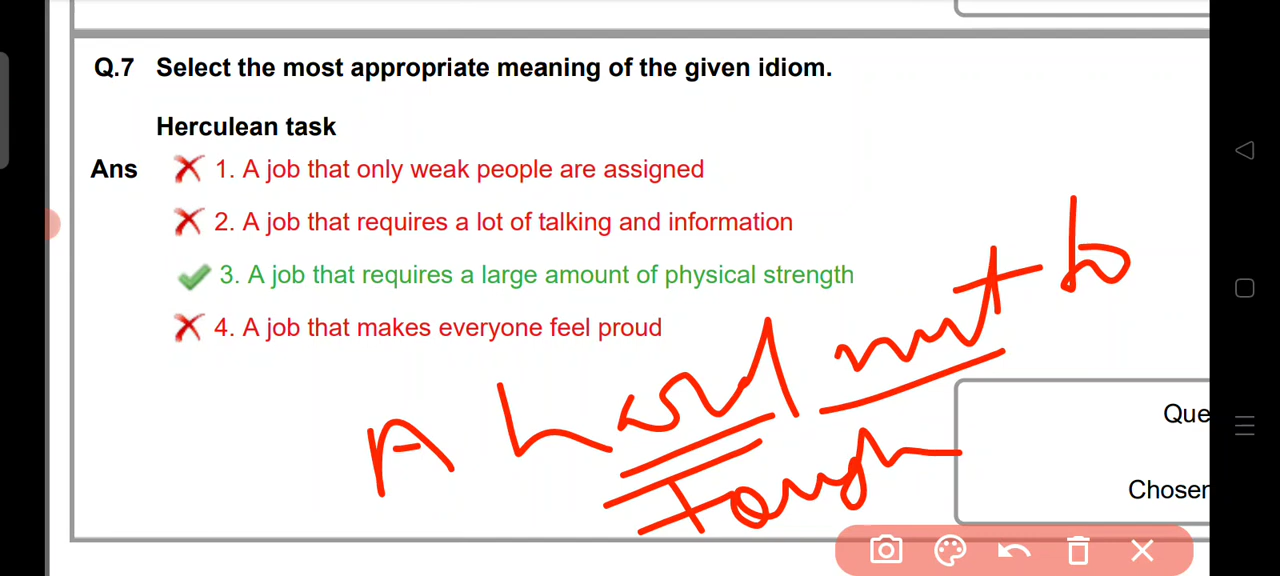 Q.7 Select the most appropriate meaning of the given idiom.
Herculean task
Ans 1. A job that only weak people are assigned
2. A job that requires a lot of talking and information
3. A job that requires a large amount of physical strength
4. A job that makes everyone feel proud
A hard nut to
Tough
Que
Chosen